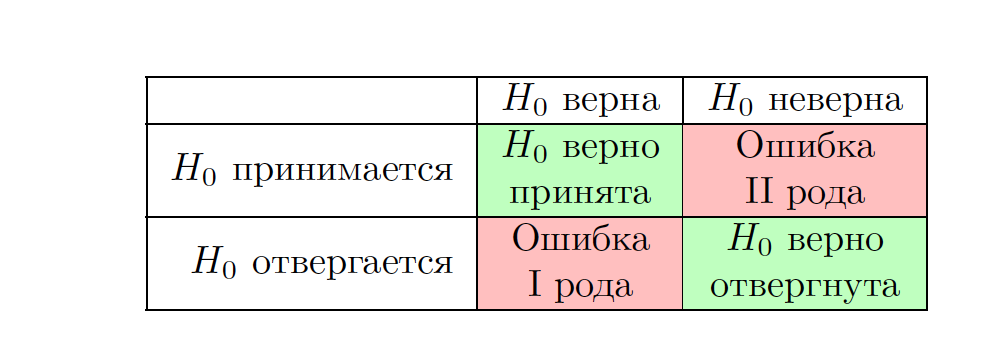 H₀ верна
H₀ неверна
H₀ принимается
H₀ верно
принята
Ошибка
II рода
H₀ отвергается
Ошибка
I рода
H₀ верно
отвергнута